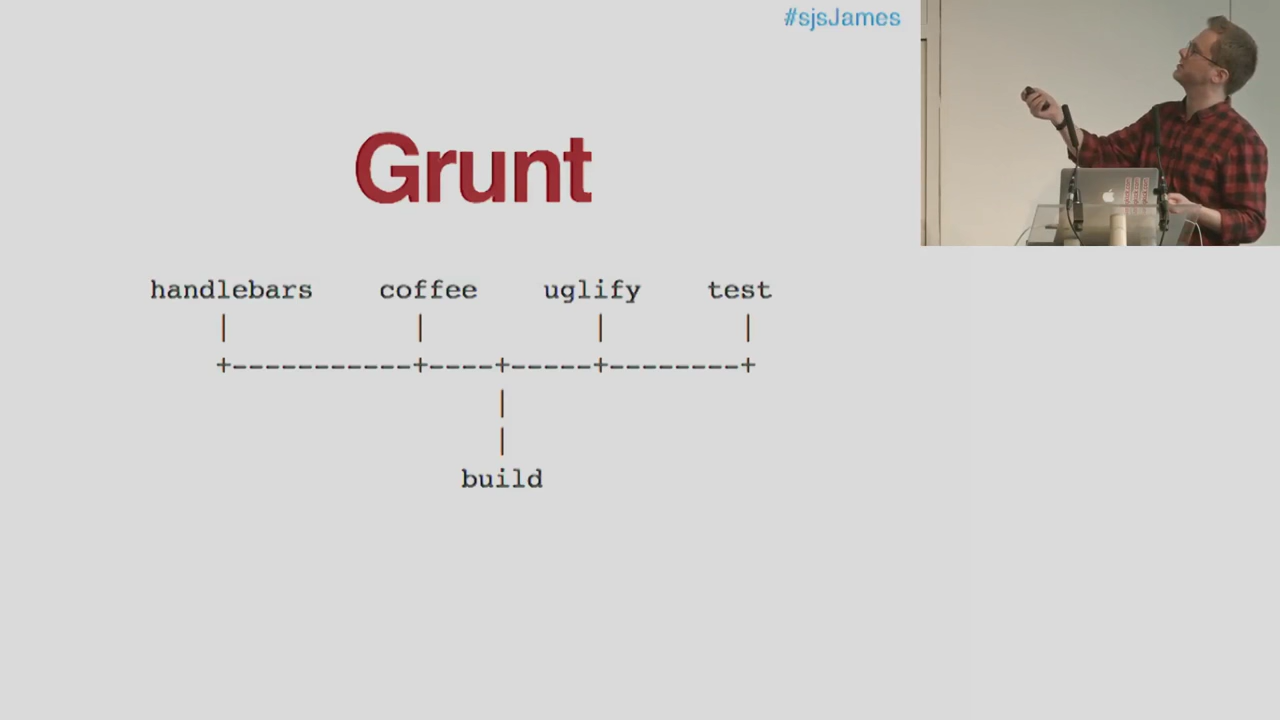 #sjsJames
Grunt
handlebars coffee uglify test
| | | |
+-----------+----+-----+--------+
|
|
build